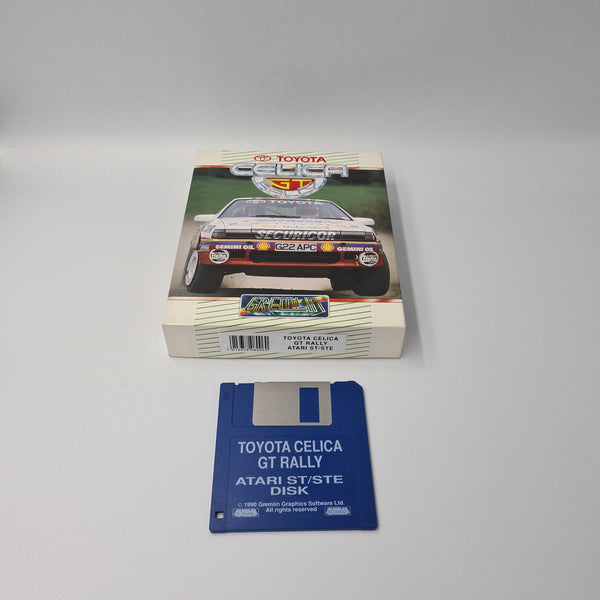 TOYOTA
CELICA
GT
TOYOTA
SECURICOR
GEMINI OIL
G22 APC
GEMINI OIL
GREMLIN
TOYOTA CELICA
GT RALLY
ATARI ST/STE
TOYOTA CELICA
GT RALLY
ATARI ST/STE
DISK
© 1990 Gremlin Graphics Software Ltd.
All rights reserved